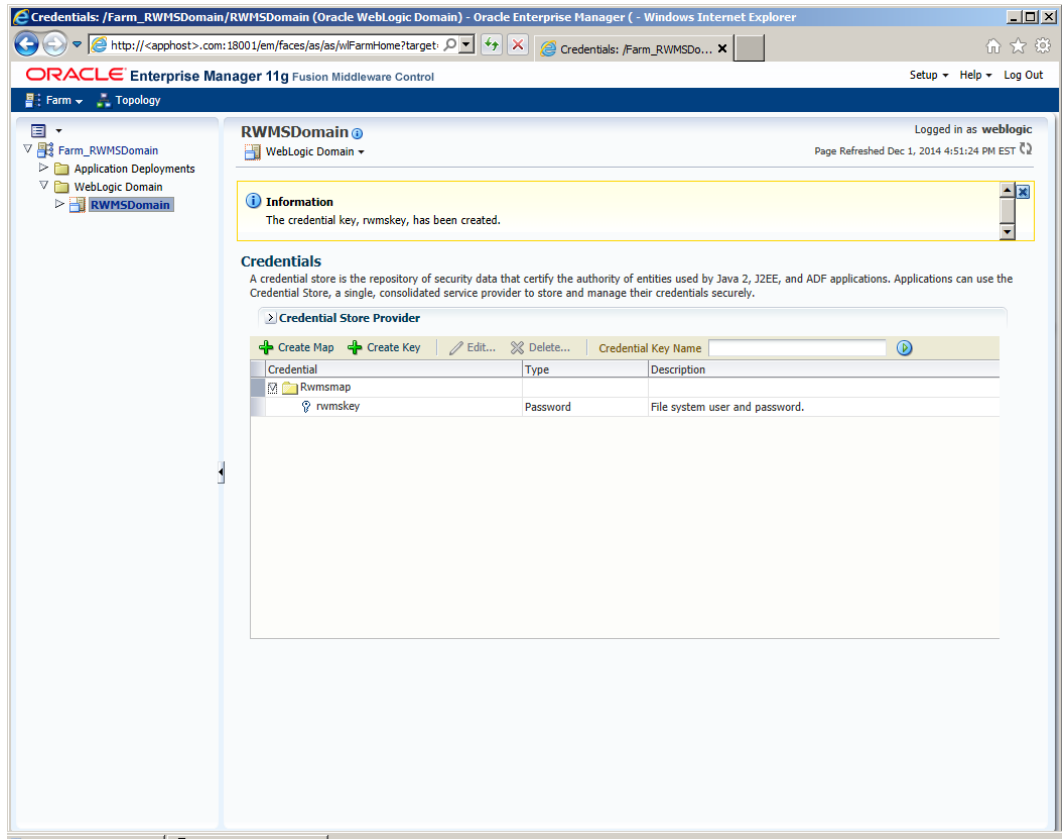 Credentials: /Farm_RWMSDomain/RWMSDomain (Oracle WebLogic Domain) - Oracle Enterprise Manager ( - Windows Internet Explorer
http://<apphost>.com:18001/em/faces/as/as/wlFarmHome?target
Credentials: /Farm_RWMSDo...
ORACLE Enterprise Manager 11g Fusion Middleware Control
Setup Help Log Out
Farm Topology
Farm_RWMSDomain
Application Deployments
WebLogic Domain
RWMSDomain
RWMSDomain
WebLogic Domain
Logged in as weblogic
Page Refreshed Dec 1, 2014 4:51:24 PM EST
Information
The credential key, rwmskey, has been created.
Credentials
A credential store is the repository of security data that certify the authority of entities used by Java 2, J2EE, and ADF applications. Applications can use the
Credential Store, a single, consolidated service provider to store and manage their credentials securely.
Credential Store Provider
Create Map Create Key Edit... Delete... Credential Key Name
Credential Type Description
Rwmsmap
rwmskey Password File system user and password.